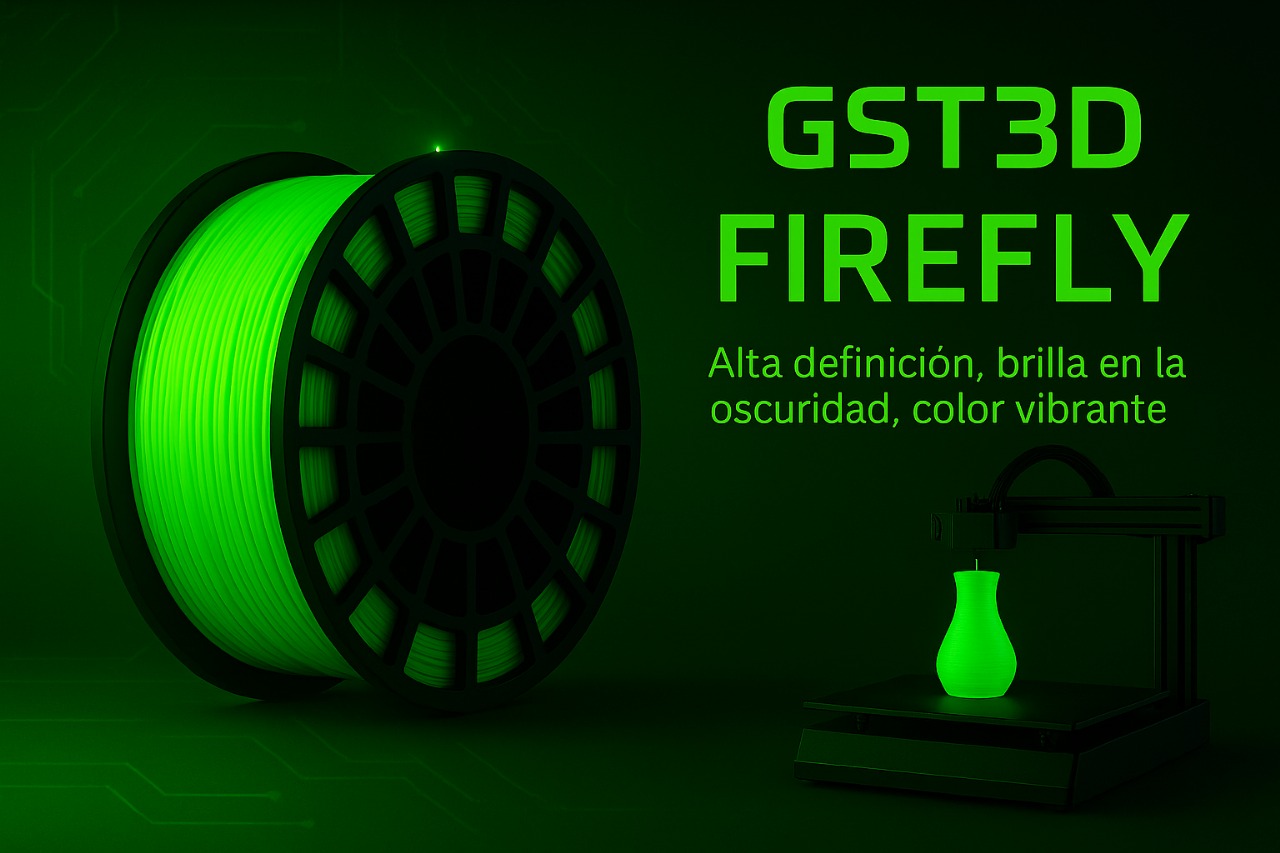 GST3D
FIREFLY
Alta definición, brilla en la
oscuridad, color vibrante